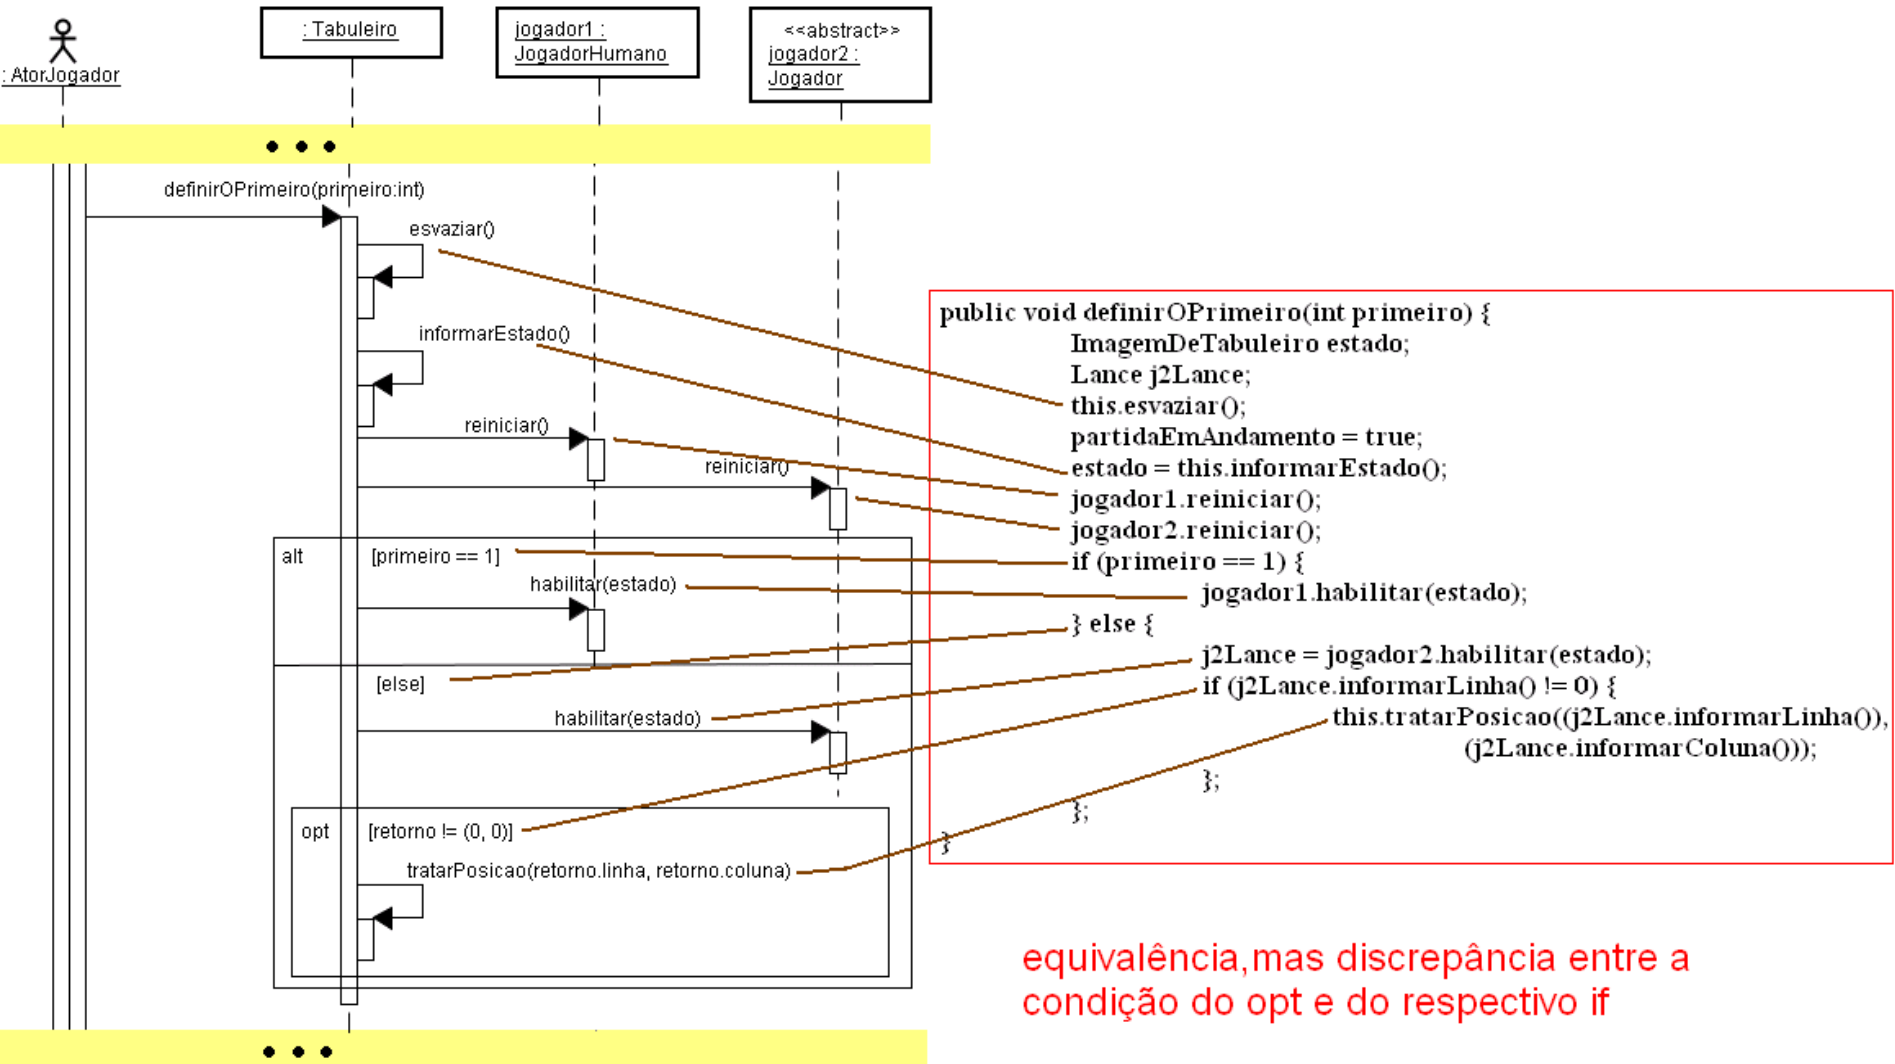 : AtorJogador
: Tabuleiro
jogador1 :
JogadorHumano
<<abstract>>
jogador2 :
Jogador
definirOPrimeiro(primeiro:int)
esvaziar()
informarEstado()
reiniciar()
reiniciar()
alt
[primeiro == 1]
habilitar(estado)
[else]
habilitar(estado)
opt
[retorno != (0, 0)]
tratarPosicao(retorno.linha, retorno.coluna)
public void definirOPrimeiro(int primeiro) {
ImagemDeTabuleiro estado;
Lance j2Lance;
this.esvaziar();
partidaEmAndamento = true;
estado = this.informarEstado();
jogador1.reiniciar();
jogador2.reiniciar();
if (primeiro == 1) {
jogador1.habilitar(estado);
} else {
j2Lance = jogador2.habilitar(estado);
if (j2Lance.informarLinha() != 0) {
this.tratarPosicao((j2Lance.informarLinha()),
(j2Lance.informarColuna()));
};
};
}
equivalência,mas discrepância entre a
condição do opt e do respectivo if